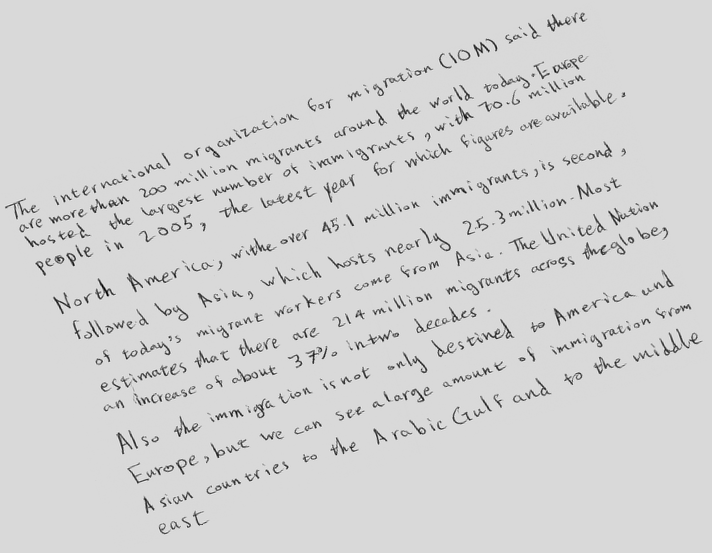 The international organization for migration (IOM) said there
are more than 200 million migrants around the world today. Europe
hosted the largest number of immigrants, with 70.6 million
people in 2005, the latest year for which figures are available.
North America, withe over 45.1 million immigrants, is second,
followed by Asia, which hosts nearly 25.3 million. Most
of today's migrant workers come from Asia. The United Nation
estimates that there are 214 million migrants across the globe,
an increase of about 37% in two decades.
Also the immigration is not only destined to America und
Europe, but we can see a large amount of immigration from
Asian countries to the Arabic Gulf and to the middle
east